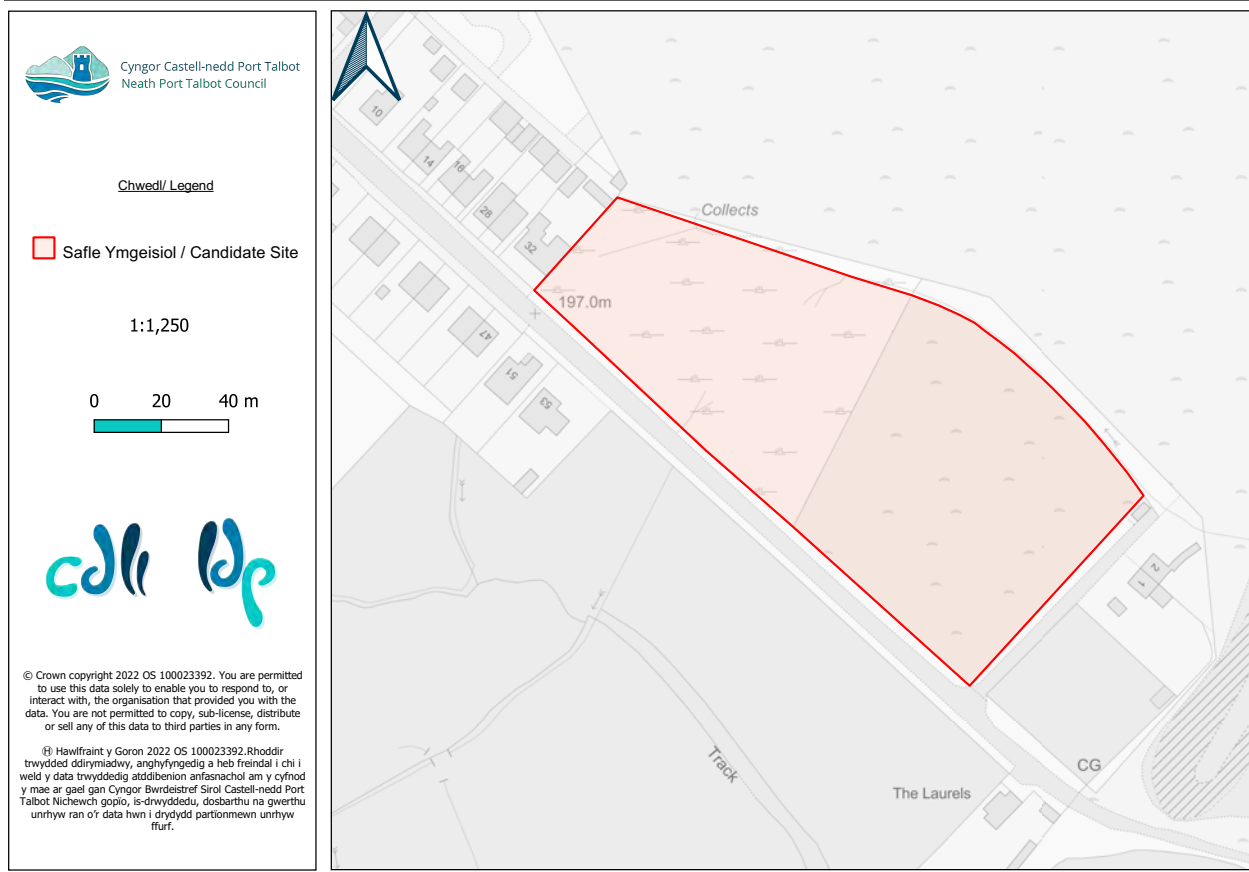 Cyngor Castell-nedd Port Talbot
Neath Port Talbot Council
Chwedl/ Legend
Safle Ymgeisiol / Candidate Site
1:1,250
0 20 40 m
cdll ldp
© Crown copyright 2022 OS 100023392. You are permitted
to use this data solely to enable you to respond to, or
interact with, the organisation that provided you with the
data. You are not permitted to copy, sub-license, distribute
or sell any of this data to third parties in any form.
Ⓗ Hawlfraint y Goron 2022 OS 100023392.Rhoddir
trwydded ddirymiadwy, anghyfyngedig a heb freindal i chi i
weld y data trwyddedig atddibenion anfasnachol am y cyfnod
y mae ar gael gan Cyngor Bwrdeistref Sirol Castell-nedd Port
Talbot Nichewch gopïo, is-drwyddedu, dosbarthu na gwerthu
unrhyw ran o'r data hwn i drydydd partïonmewn unrhyw
ffurf.
10
14
16
28
32
Collects
197.0m
47
51
53
2
1
Track
CG
The Laurels